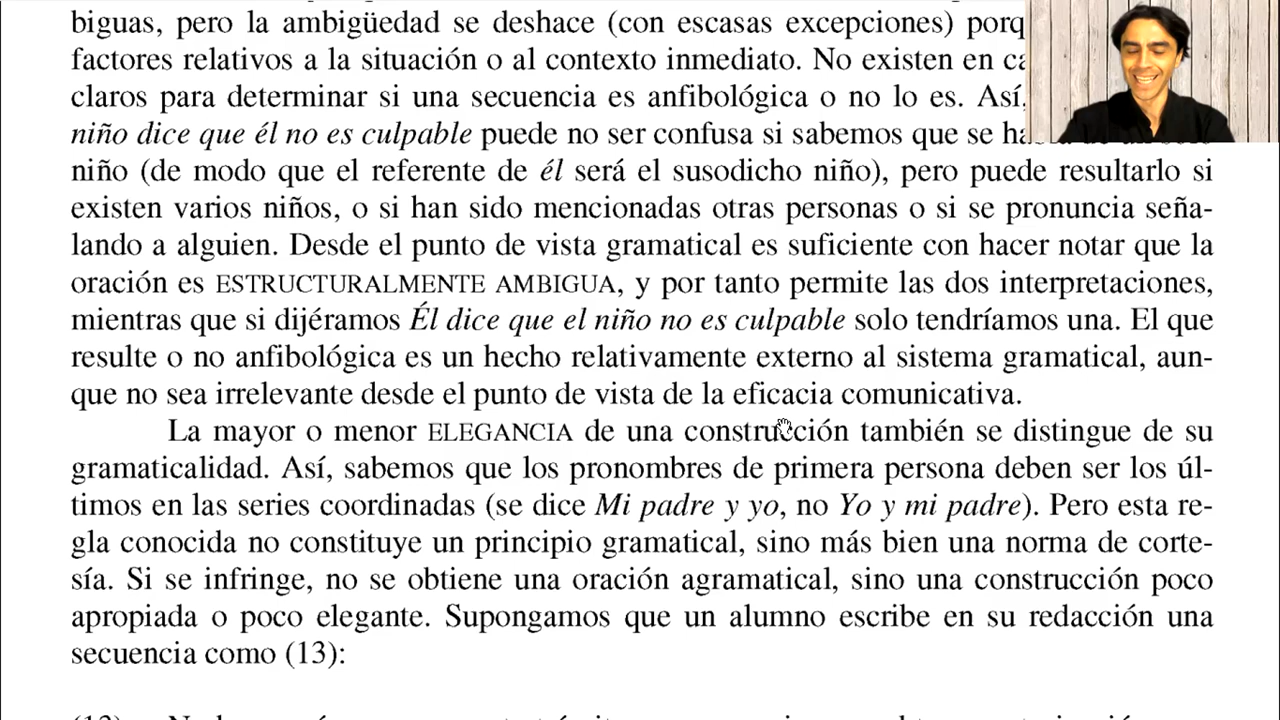 biguas, pero la ambigüedad se deshace (con escasas excepciones)
factores relativos a la situación o al contexto inmediato. No existen en
claros para determinar si una secuencia es anfibológica o no lo es. Así,
niño dice que él no es culpable puede no ser confusa si sabemos que se
niño (de modo que el referente de él será el susodicho niño), pero puede resultarlo si
existen varios niños, o si han sido mencionadas otras personas o si se pronuncia seña-
lando a alguien. Desde el punto de vista gramatical es suficiente con hacer notar que la
oración es ESTRUCTURALMENTE AMBIGUA, y por tanto permite las dos interpretaciones,
mientras que si dijéramos Él dice que el niño no es culpable solo tendríamos una. El que
resulte o no anfibológica es un hecho relativamente externo al sistema gramatical, aun-
que no sea irrelevante desde el punto de vista de la eficacia comunicativa.
La mayor o menor ELEGANCIA de una construcción también se distingue de su
gramaticalidad. Así, sabemos que los pronombres de primera persona deben ser los úl-
timos en las series coordinadas (se dice Mi padre y yo, no Yo y mi padre). Pero esta re-
gla conocida no constituye un principio gramatical, sino más bien una norma de corte-
sía. Si se infringe, no se obtiene una oración agramatical, sino una construcción poco
apropiada o poco elegante. Supongamos que un alumno escribe en su redacción una
secuencia como (13):